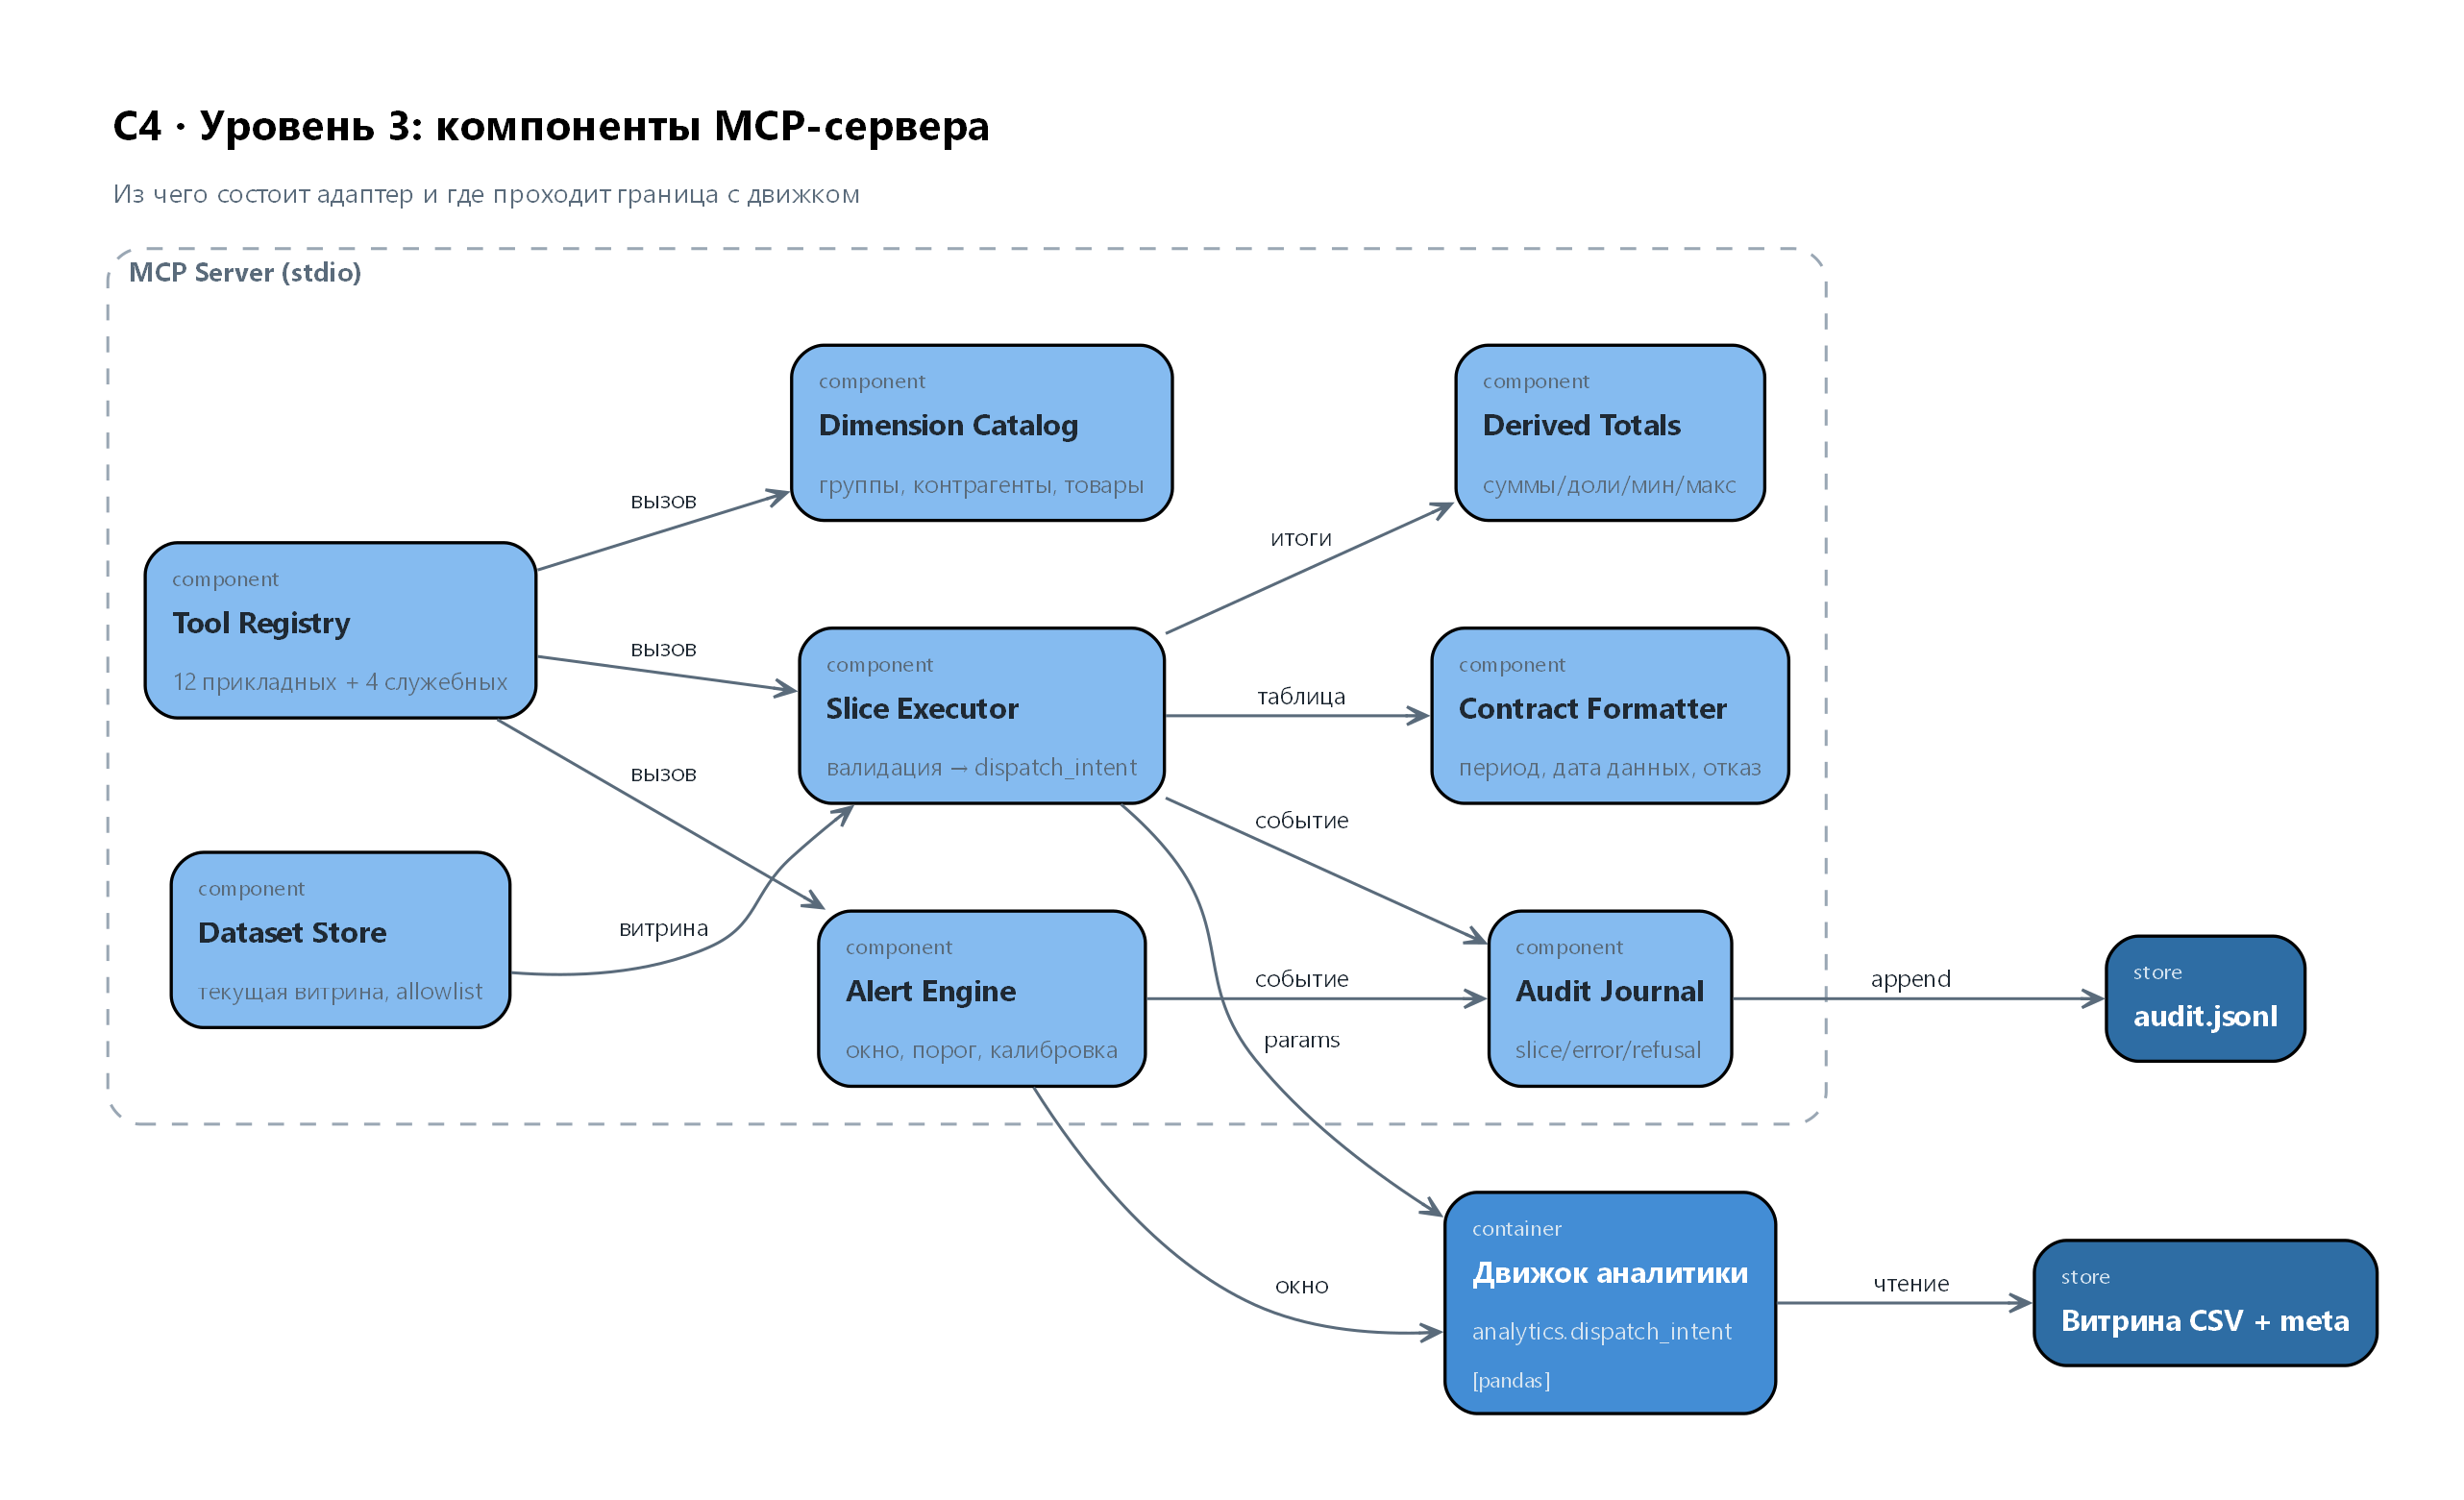 C4 · Уровень 3: компоненты MCP-сервера
Из чего состоит адаптер и где проходит граница с движком
MCP Server (stdio)
component
Tool Registry
12 прикладных + 4 служебных
component
Dataset Store
текущая витрина, allowlist
вызов
вызов
вызов
витрина
component
Dimension Catalog
группы, контрагенты, товары
component
Slice Executor
валидация → dispatch_intent
component
Alert Engine
окно, порог, калибровка
итоги
таблица
событие
событие
params
окно
component
Derived Totals
суммы/доли/мин/макс
component
Contract Formatter
период, дата данных, отказ
component
Audit Journal
slice/error/refusal
container
Движок аналитики
analytics.dispatch_intent
[pandas]
append
чтение
store
audit.jsonl
store
Витрина CSV + meta